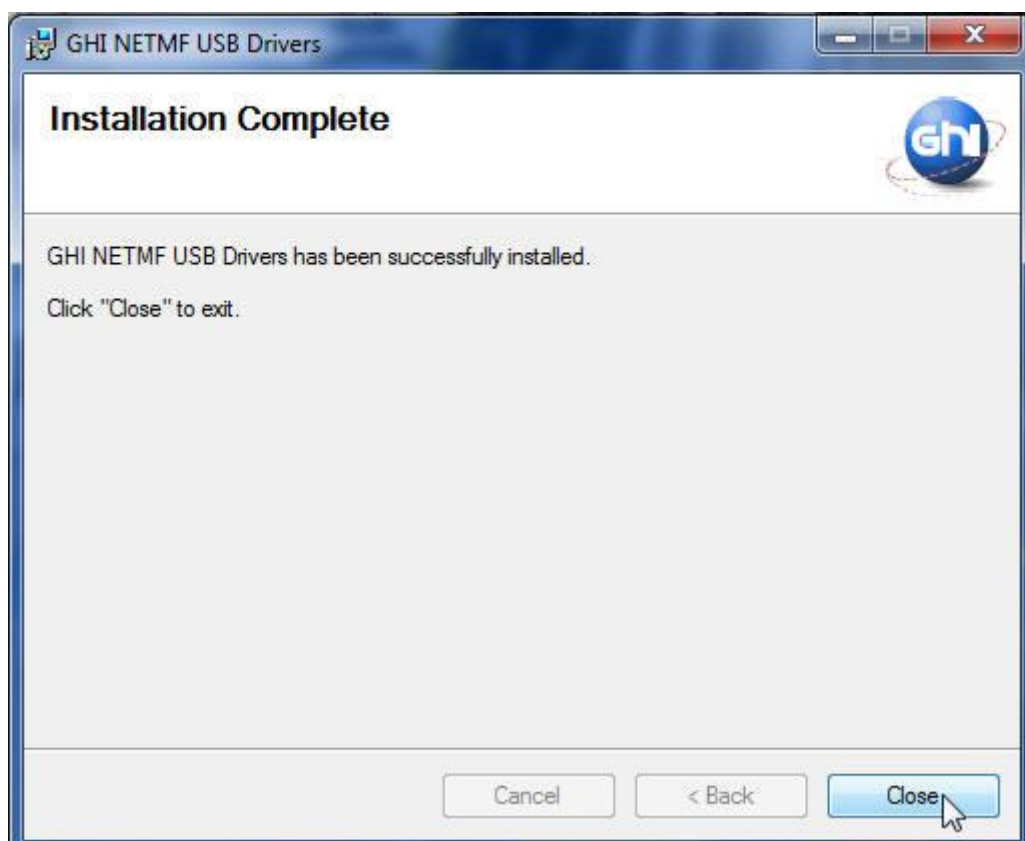 GHI NETMF USB Drivers
Installation Complete
GHI
GHI NETMF USB Drivers has been successfully installed.
Click "Close" to exit.
Cancel
< Back
Close